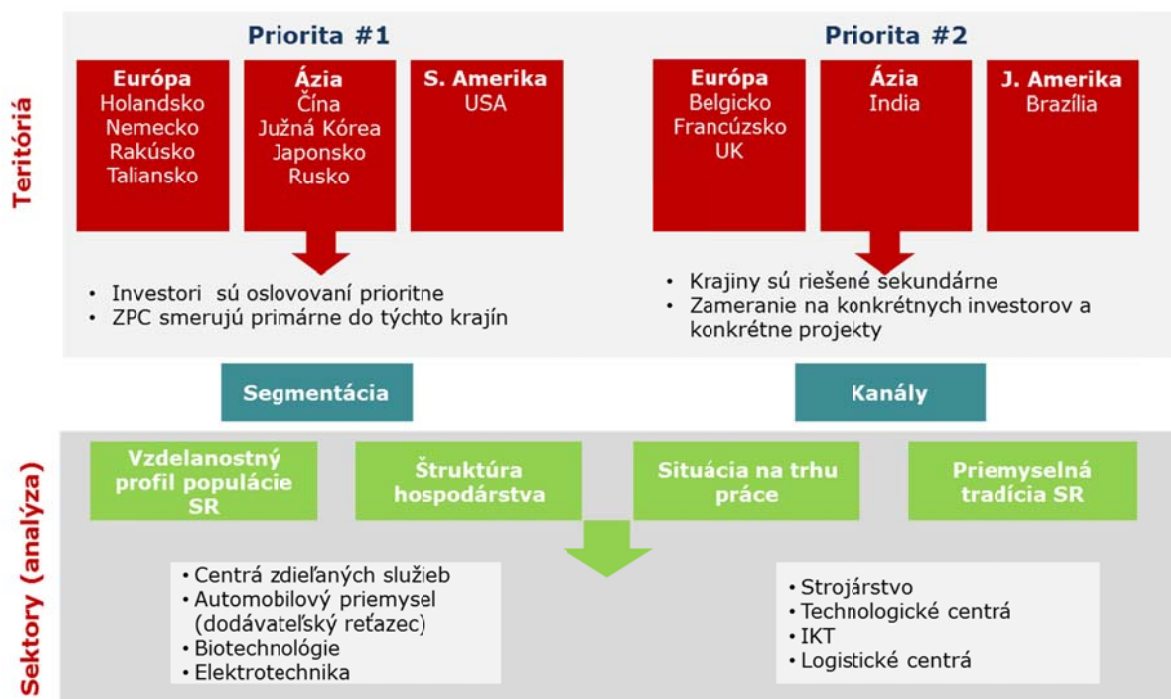 Teritóriá
Priorita #1
Európa
Holandsko
Nemecko
Rakúsko
Taliansko
Ázia
Čína
Južná Kórea
Japonsko
Rusko
S. Amerika
USA
• Investori sú oslovovaní prioritne
• ZPC smerujú primárne do týchto krajín
Priorita #2
Európa
Belgicko
Francúzsko
UK
Ázia
India
J. Amerika
Brazília
• Krajiny sú riešené sekundárne
• Zameranie na konkrétnych investorov a
konkrétne projekty
Segmentácia
Kanály
Sektory (analýza)
Vzdelanostný
profil populácie
SR
Štruktúra
hospodárstva
Situácia na trhu
práce
Priemyselná
tradícia SR
• Centrá zdieľaných služieb
• Automobilový priemysel
(dodávateľský reťazec)
• Biotechnológie
• Elektrotechnika
• Strojárstvo
• Technologické centrá
• IKT
• Logistické centrá